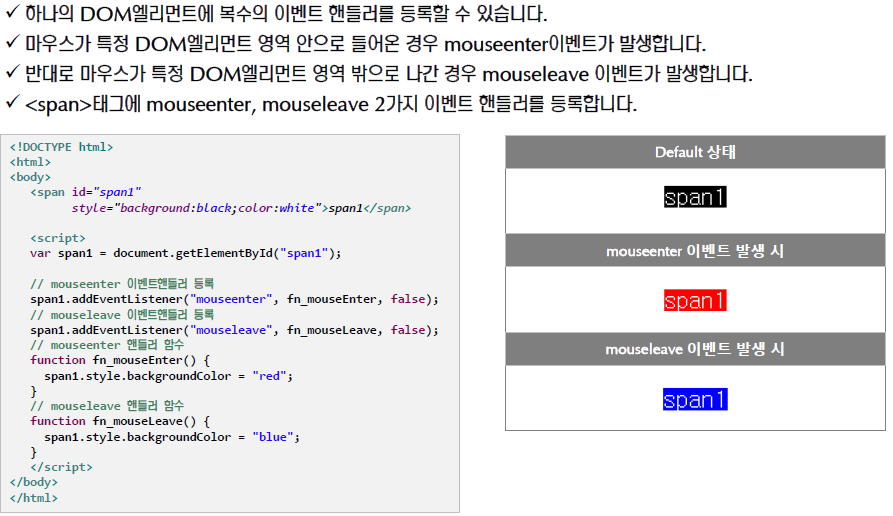 ✓ 하나의 DOM엘리먼트에 복수의 이벤트 핸들러를 등록할 수 있습니다.
✓ 마우스가 특정 DOM엘리먼트 영역 안으로 들어온 경우 mouseenter이벤트가 발생합니다.
✓ 반대로 마우스가 특정 DOM엘리먼트 영역 밖으로 나간 경우 mouseleave 이벤트가 발생합니다.
✓ <span>태그에 mouseenter, mouseleave 2가지 이벤트 핸들러를 등록합니다.
<!DOCTYPE html>
<html>
<body>
<span id="span1"
style="background:black;color:white">span1</span>
<script>
var span1 = document.getElementById("span1");
// mouseenter 이벤트핸들러 등록
span1.addEventListener("mouseenter", fn_mouseEnter, false);
// mouseleave 이벤트핸들러 등록
span1.addEventListener("mouseleave", fn_mouseLeave, false);
// mouseenter 핸들러 함수
function fn_mouseEnter() {
span1.style.backgroundColor = "red";
}
// mouseleave 핸들러 함수
function fn_mouseLeave() {
span1.style.backgroundColor = "blue";
}
</script>
</body>
</html>
Default 상태
span1
mouseenter 이벤트 발생 시
span1
mouseleave 이벤트 발생 시
span1